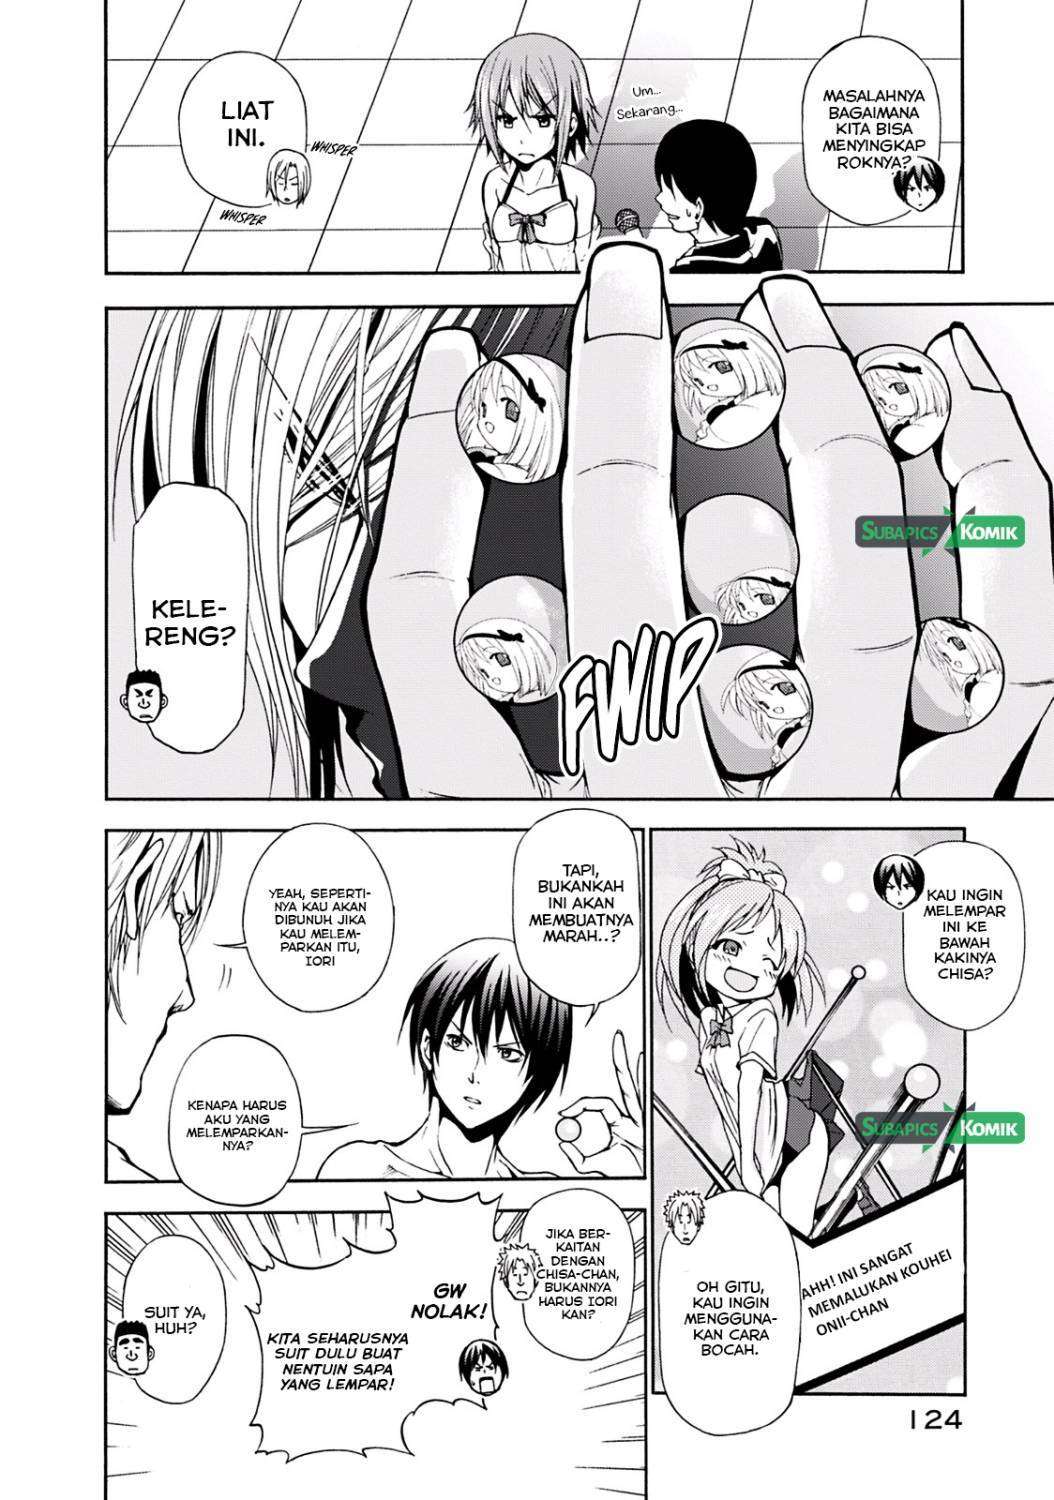 MASALAHNYA
BAGAIMANA
KITA BISA
MENYINGKAP
ROKNYA?
Um...
Sekarang...
LIAT
INI.
WHISPER
WHISPER
SUBAPICS KOMIK
KELE-
RENG?
FWIP
KAU INGIN
MELEMPAR
INI KE
BAWAH
KAKINYA
CHISA?
SUBAPICS KOMIK
AHH! INI SANGAT
MEMALUKAN KOUHEI
ONII-CHAN
OH GITU,
KAU INGIN
MENGGUNA-
KAN CARA
BOCAH.
TAPI,
BUKANKAH
INI AKAN
MEMBUATNYA
MARAH..?
YEAH, SEPERTI-
NYA KAU AKAN
DIBUNUH JIKA
KAU MELEM-
PARKAN ITU,
IORI
KENAPA HARUS
AKU YANG
MELEMPARKAN-
NYA?
JIKA BER-
KAITAN
DENGAN
CHISA-CHAN,
BUKANNYA
HARUS IORI
KAN?
GW
NOLAK!
KITA SEHARUSNYA
SUIT DULU BUAT
NENTUIN SAPA
YANG LEMPAR!
SUIT YA,
HUH?
124